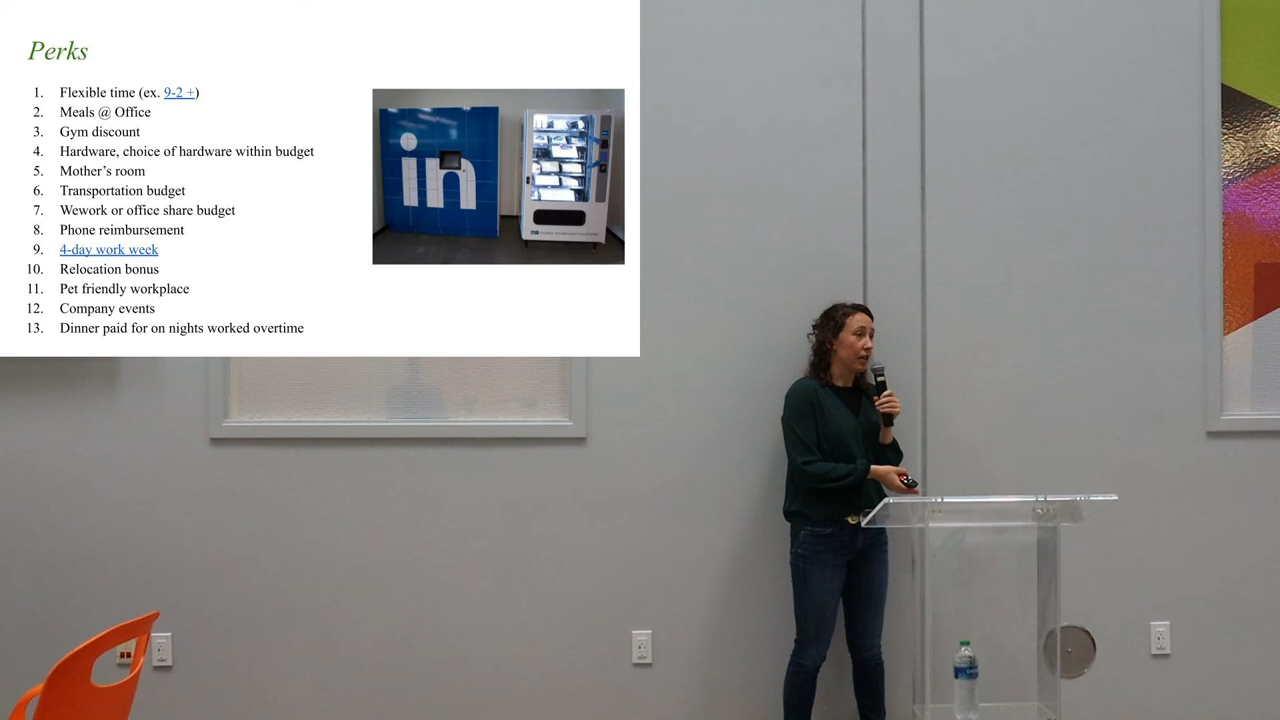 Perks
1. Flexible time (ex. 9-2 +)
2. Meals @ Office
3. Gym discount
4. Hardware, choice of hardware within budget
5. Mother's room
6. Transportation budget
7. Wework or office share budget
8. Phone reimbursement
9. 4-day work week
10. Relocation bonus
11. Pet friendly workplace
12. Company events
13. Dinner paid for on nights worked overtime
in